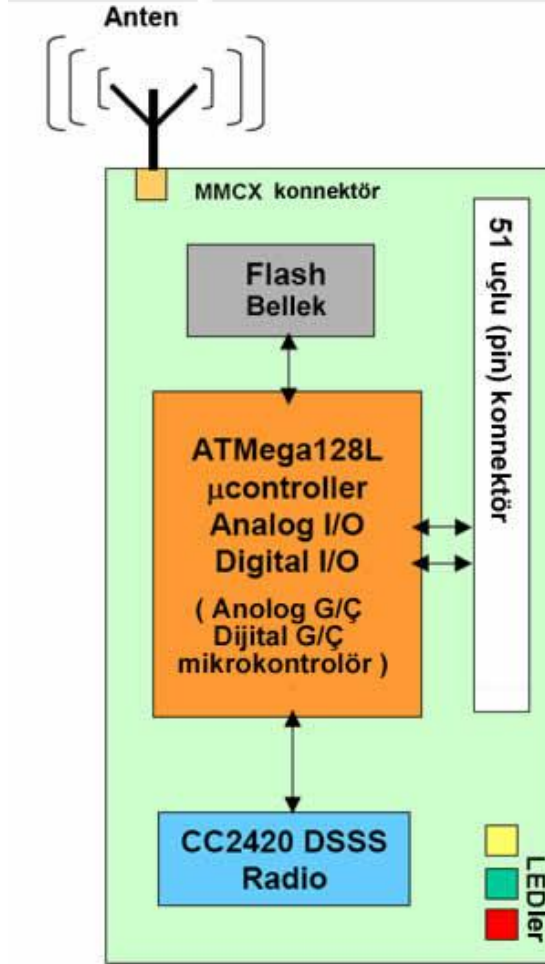 Anten
MMCX konnektör
Flash
Bellek
51 uçlu (pin) konnektör
ATMega128L
μcontroller
Analog I/O
Digital I/O
( Anolog G/Ç
Dijital G/Ç
mikrokontrolör )
CC2420 DSSS
Radio
LEDler